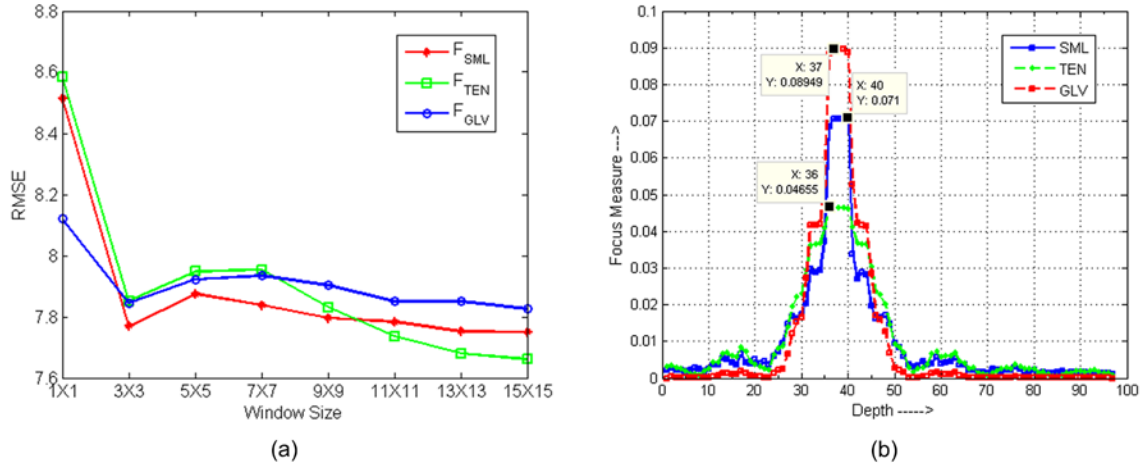 8.8
8.6
8.4
8.2
8
7.8
7.6
RMSE
1X1 3X3 5X5 7X7 9X9 11X11 13X13 15X15
Window Size
F_SML
F_TEN
F_GLV
(a)
0.1
0.09
0.08
0.07
0.06
0.05
0.04
0.03
0.02
0.01
0
Focus Measure --->
0 10 20 30 40 50 60 70 80 90 100
Depth ----->
X: 37
Y: 0.08949
X: 40
Y: 0.071
X: 36
Y: 0.04655
SML
TEN
GLV
(b)